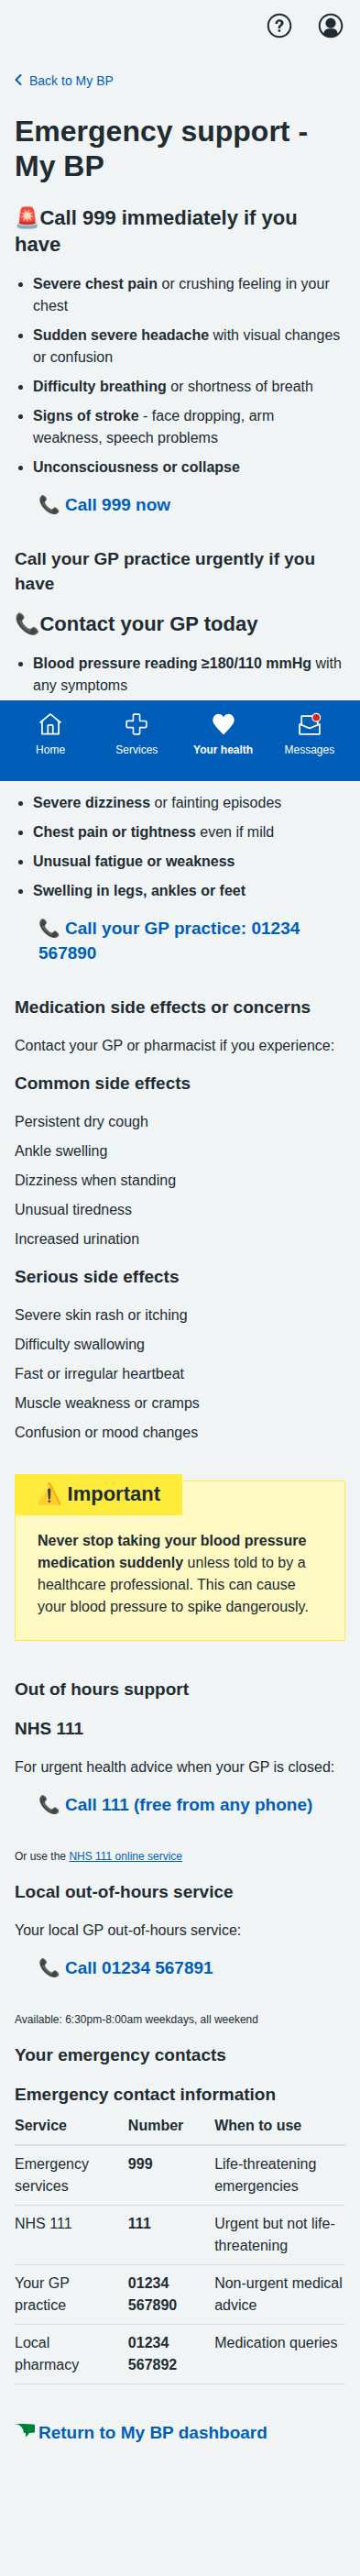 Back to My BP
Emergency support -
My BP
🚨Call 999 immediately if you
have
• Severe chest pain or crushing feeling in your
chest
• Sudden severe headache with visual changes
or confusion
• Difficulty breathing or shortness of breath
• Signs of stroke - face dropping, arm
weakness, speech problems
• Unconsciousness or collapse
📞 Call 999 now
Call your GP practice urgently if you
have
📞Contact your GP today
• Blood pressure reading ≥180/110 mmHg with
any symptoms
Home Services Your health Messages
• Severe dizziness or fainting episodes
• Chest pain or tightness even if mild
• Unusual fatigue or weakness
• Swelling in legs, ankles or feet
📞 Call your GP practice: 01234
567890
Medication side effects or concerns
Contact your GP or pharmacist if you experience:
Common side effects
Persistent dry cough
Ankle swelling
Dizziness when standing
Unusual tiredness
Increased urination
Serious side effects
Severe skin rash or itching
Difficulty swallowing
Fast or irregular heartbeat
Muscle weakness or cramps
Confusion or mood changes
⚠️ Important
Never stop taking your blood pressure
medication suddenly unless told to by a
healthcare professional. This can cause
your blood pressure to spike dangerously.
Out of hours support
NHS 111
For urgent health advice when your GP is closed:
📞 Call 111 (free from any phone)
Or use the NHS 111 online service
Local out-of-hours service
Your local GP out-of-hours service:
📞 Call 01234 567891
Available: 6:30pm-8:00am weekdays, all weekend
Your emergency contacts
Emergency contact information
Service Number When to use
Emergency 999 Life-threatening
services emergencies
NHS 111 111 Urgent but not life-
threatening
Your GP 01234 Non-urgent medical
practice 567890 advice
Local 01234 Medication queries
pharmacy 567892
Return to My BP dashboard